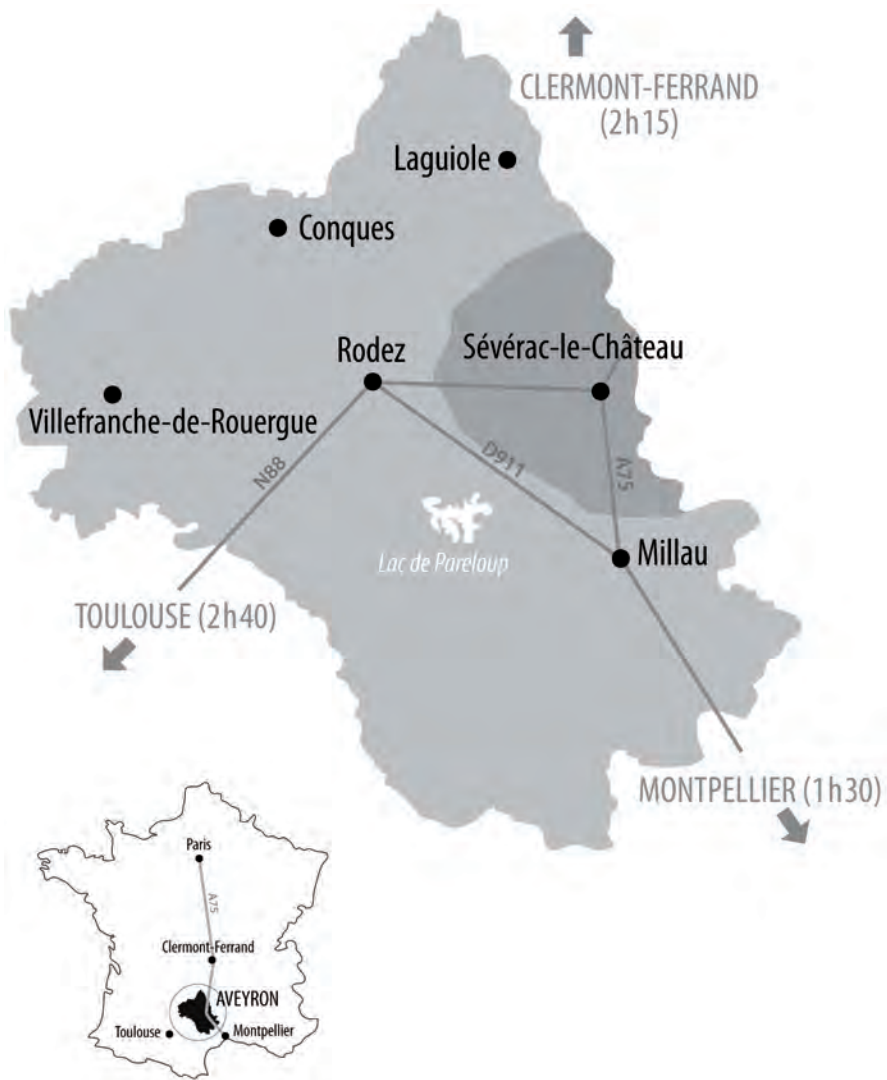 CLERMONT-FERRAND
(2h15)
Laguiole
Conques
Rodez
Sévérac-le-Château
Villefranche-de-Rouergue
N88
D911
A75
Lac de Pareloup
Millau
TOULOUSE (2h40)
MONTPELLIER (1h30)
Paris
A75
Clermont-Ferrand
AVEYRON
Toulouse
Montpellier